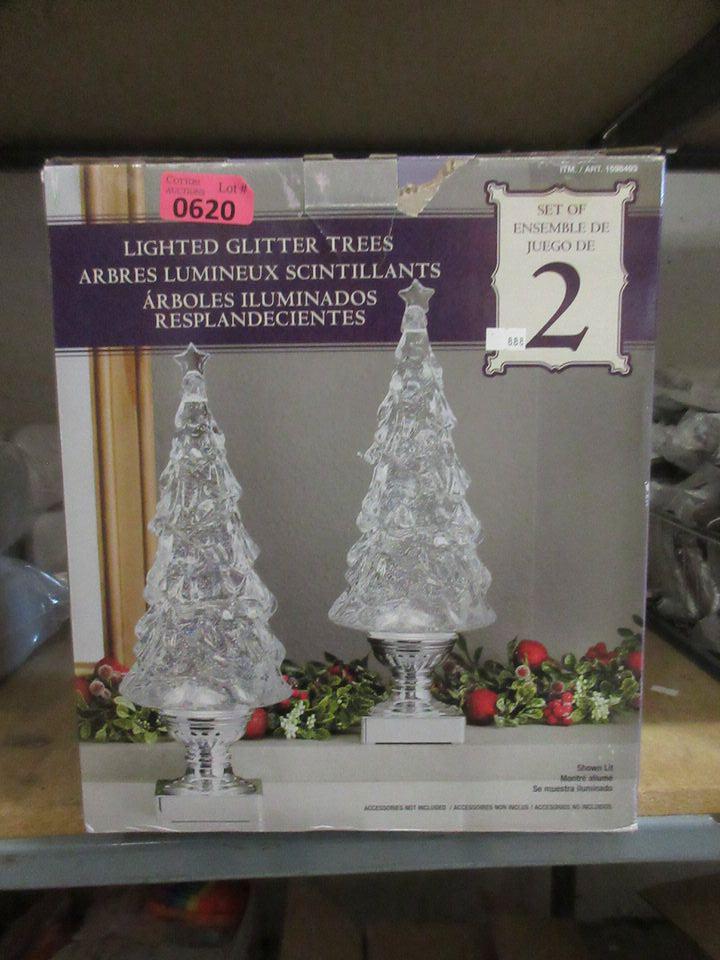 COTTON AUCTIONS Lot #
0620
ITM. / ART. 1598493
LIGHTED GLITTER TREES
ARBRES LUMINEUX SCINTILLANTS
ÁRBOLES ILUMINADOS
RESPLANDECIENTES
SET OF
ENSEMBLE DE
JUEGO DE
2
888
Shown Lit
Montré allumé
Se muestra iluminado
ACCESSORIES NOT INCLUDED / ACCESSOIRES NON INCLUS / ACCESORIOS NO INCLUIDOS